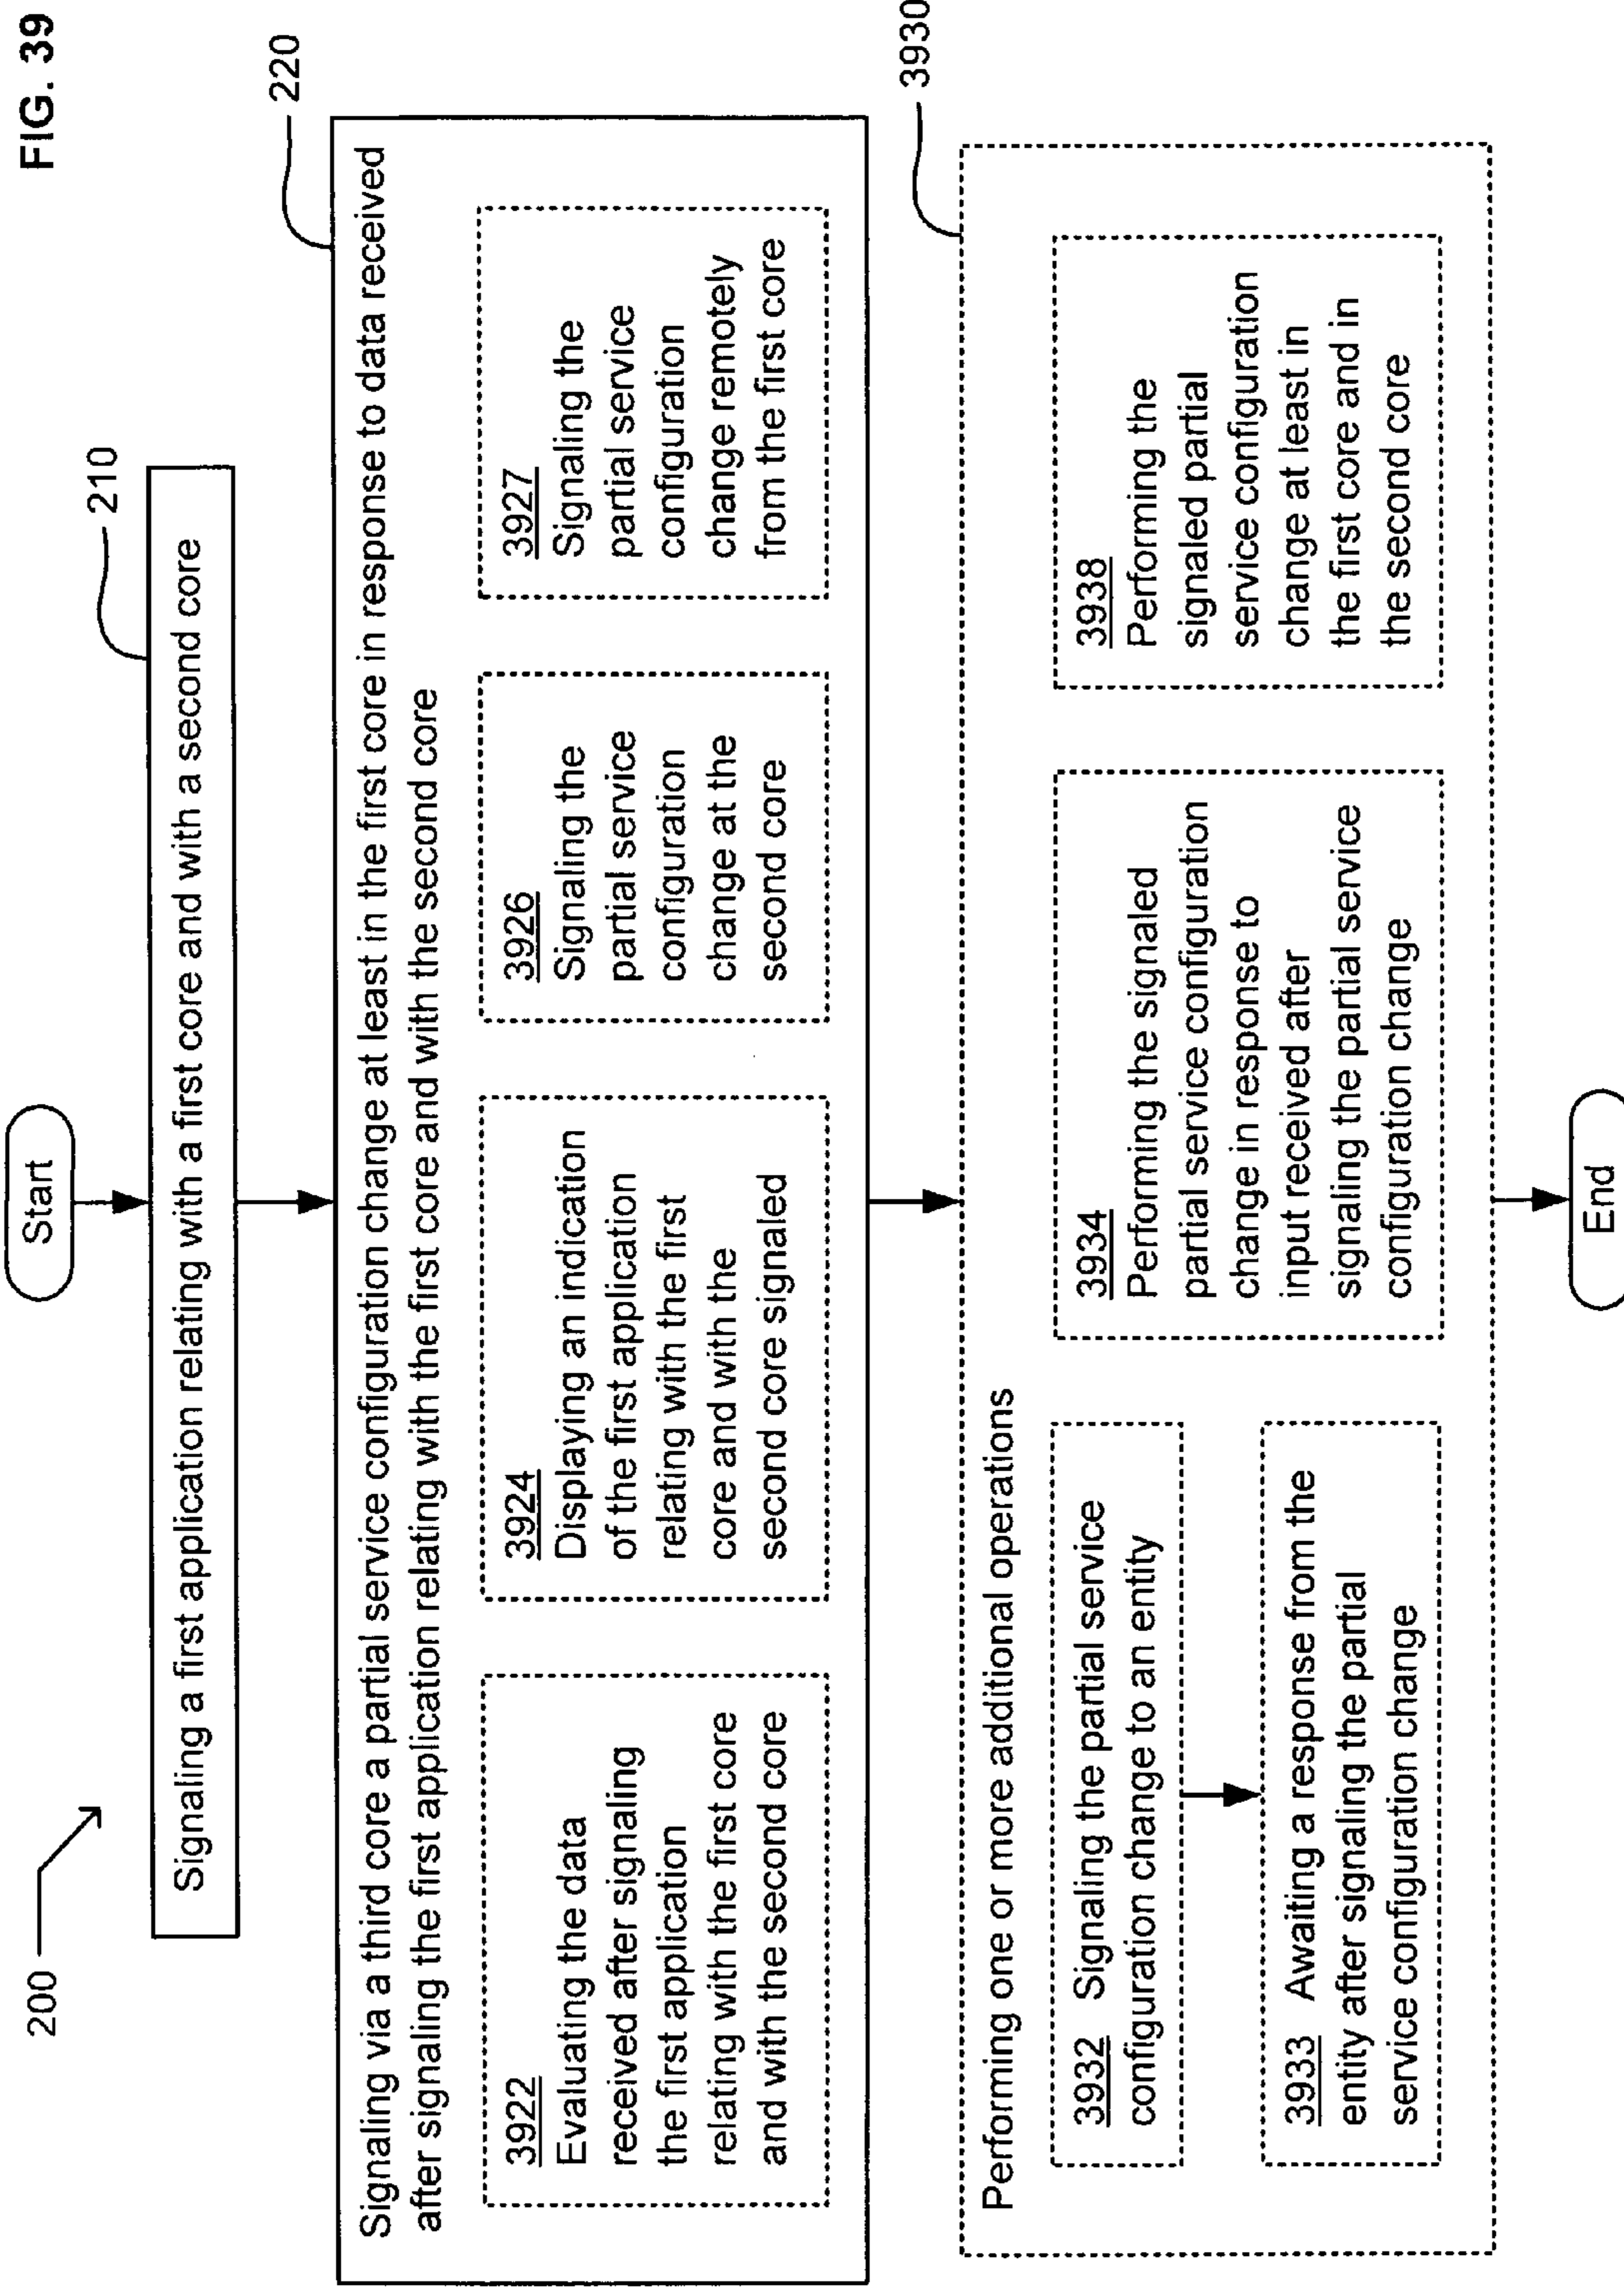 FIG. 39
200
Start
210
Signaling a first application relating with a first core and with a second core
220
Signaling via a third core a partial service configuration change at least in the first core in response to data received
after signaling the first application relating with the first core and with the second core
3922
Evaluating the data
received after signaling
the first application
relating with the first core
and with the second core
3924
Displaying an indication
of the first application
relating with the first
core and with the
second core signaled
3926
Signaling the
partial service
configuration
change at the
second core
3927
Signaling the
partial service
configuration
change remotely
from the first core
3930
Performing one or more additional operations
3932 Signaling the partial service
configuration change to an entity
3933 Awaiting a response from the
entity after signaling the partial
service configuration change
3934
Performing the signaled
partial service configuration
change in response to
input received after
signaling the partial service
configuration change
3938
Performing the
signaled partial
service configuration
change at least in
the first core and in
the second core
End